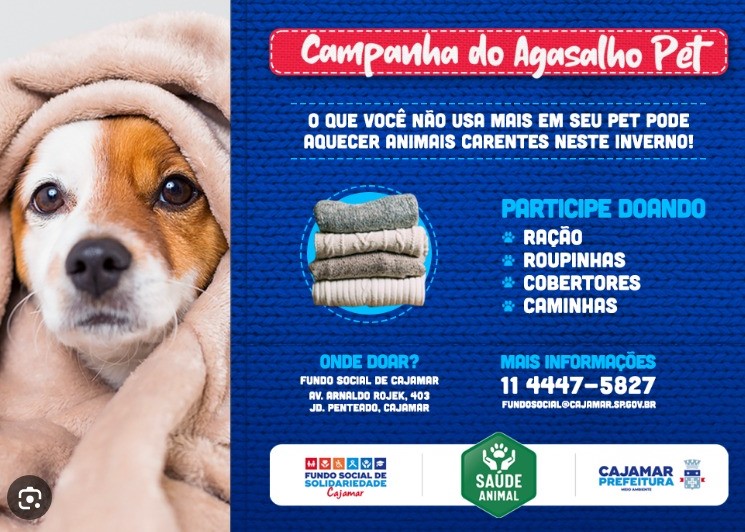 Campanha do Agasalho Pet
O QUE VOCÊ NÃO USA MAIS EM SEU PET PODE
AQUECER ANIMAIS CARENTES NESTE INVERNO!
PARTICIPE DOANDO
RAÇÃO
ROUPINHAS
COBERTORES
CAMINHAS
ONDE DOAR?
FUNDO SOCIAL DE CAJAMAR
AV. ARNALDO ROJEK, 403
JD. PENTEADO, CAJAMAR
MAIS INFORMAÇÕES
11 4447-5827
FUNDOSOCIAL@CAJAMAR.SP.GOV.BR
FUNDO SOCIAL DE
SOLIDARIEDADE
Cajamar
SAÚDE
ANIMAL
CAJAMAR
PREFEITURA
MEIO AMBIENTE